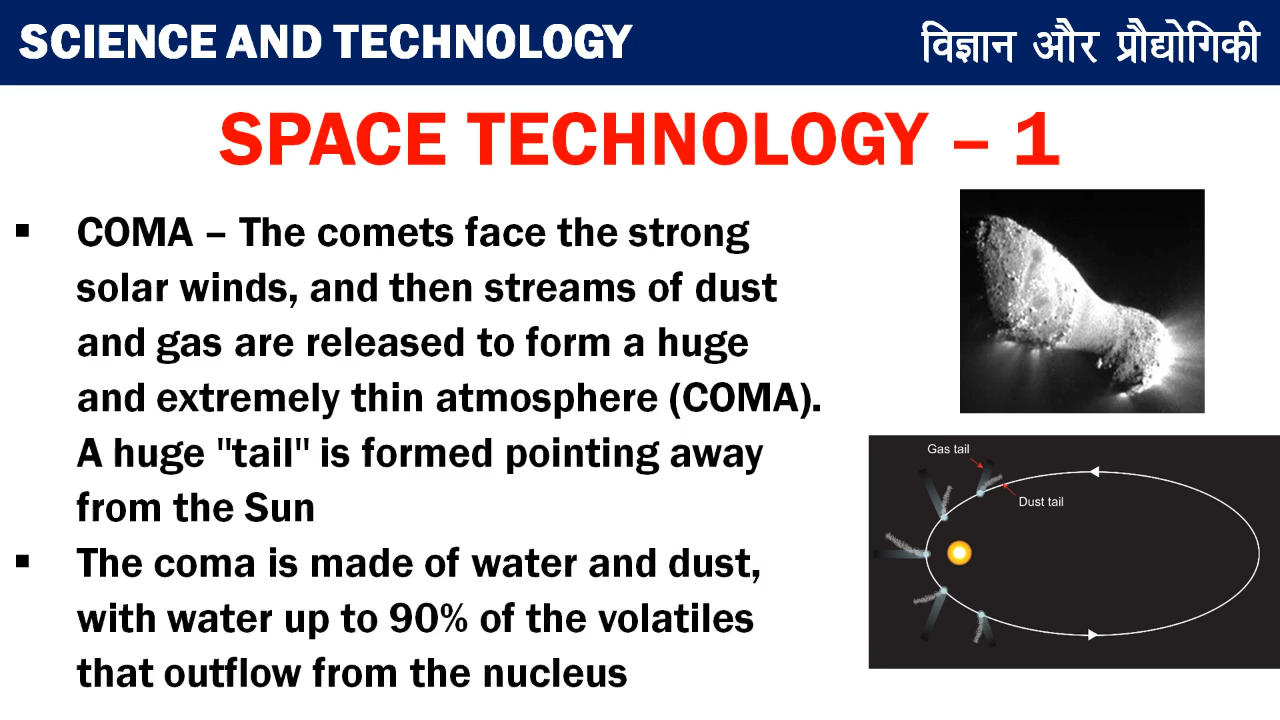 SCIENCE AND TECHNOLOGY
विज्ञान और प्रौद्योगिकी
SPACE TECHNOLOGY – 1
▪ COMA – The comets face the strong
solar winds, and then streams of dust
and gas are released to form a huge
and extremely thin atmosphere (COMA).
A huge "tail" is formed pointing away
from the Sun
▪ The coma is made of water and dust,
with water up to 90% of the volatiles
that outflow from the nucleus
Gas tail
Dust tail